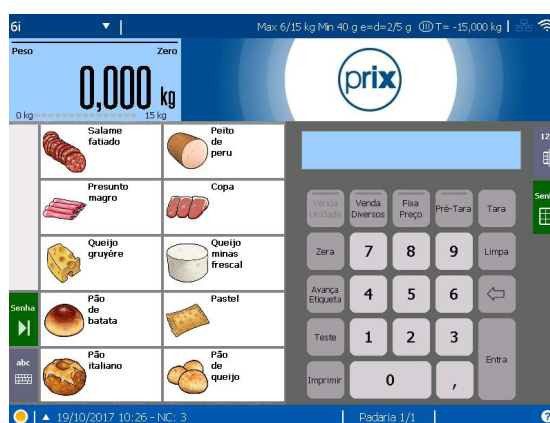 6i
Max 6/15 kg Min 40 g e=d=2/5 g T= -15,000 kg
Peso
Zero
0,000 kg
0 kg
15 kg
prix
Salame
fatiado
Peito
de
peru
Presunto
magro
Copa
Queijo
gruyére
Queijo
minas
frescal
Pão
de
batata
Pastel
Pão
italiano
Pão
de
queijo
Senha
abc
Venda
Unidade
Venda
Diversos
Fixa
Preço
Pré-Tara
Tara
Zera
7
8
9
Limpa
Avança
Etiqueta
4
5
6
Teste
1
2
3
Entra
Imprimir
0
,
19/10/2017 10:26 - NC: 3
Padaria 1/1
?